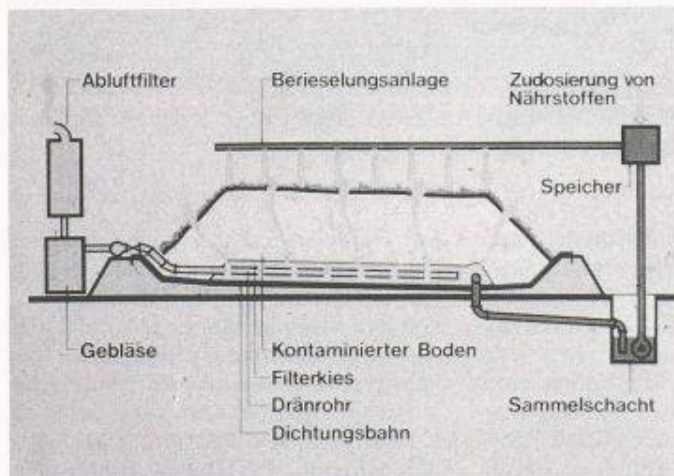 Abluftfilter
Berieselungsanlage
Zudosierung von
Nährstoffen
Speicher
Gebläse
Kontaminierter Boden
Filterkies
Dränrohr
Dichtungsbahn
Sammelschacht